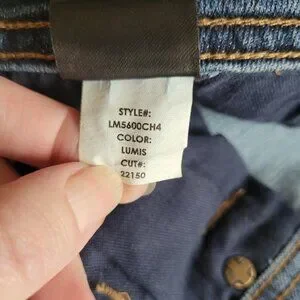 STYLE#:
LM5600CH4
COLOR:
LUMIS
CUT#:
22150